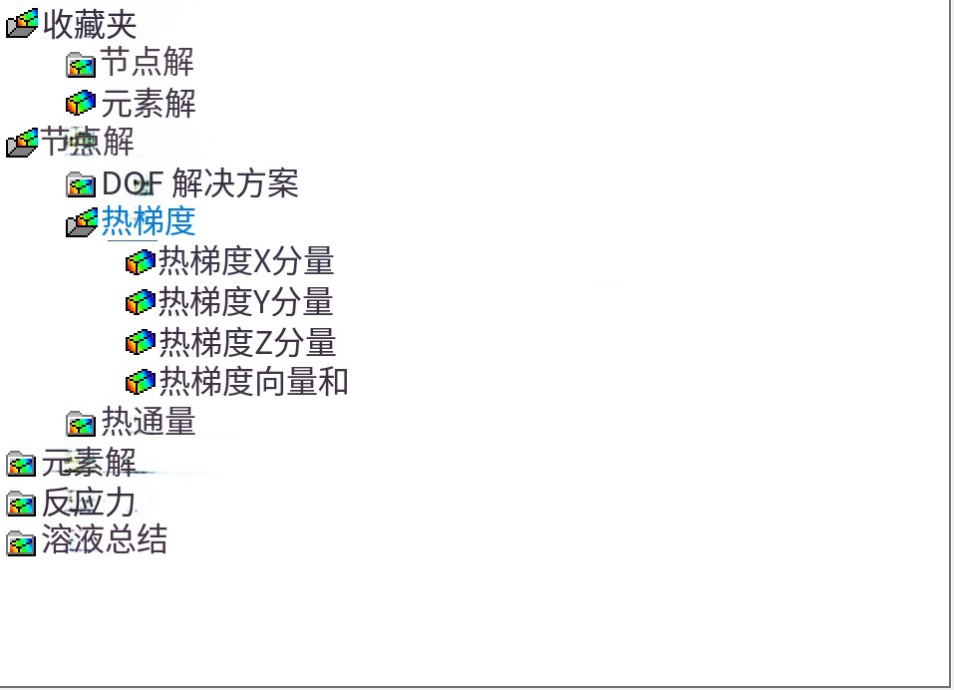 收藏夹
节点解
元素解
节点解
DOF 解决方案
热梯度
热梯度X分量
热梯度Y分量
热梯度Z分量
热梯度向量和
热通量
元素解
反应力
溶液总结